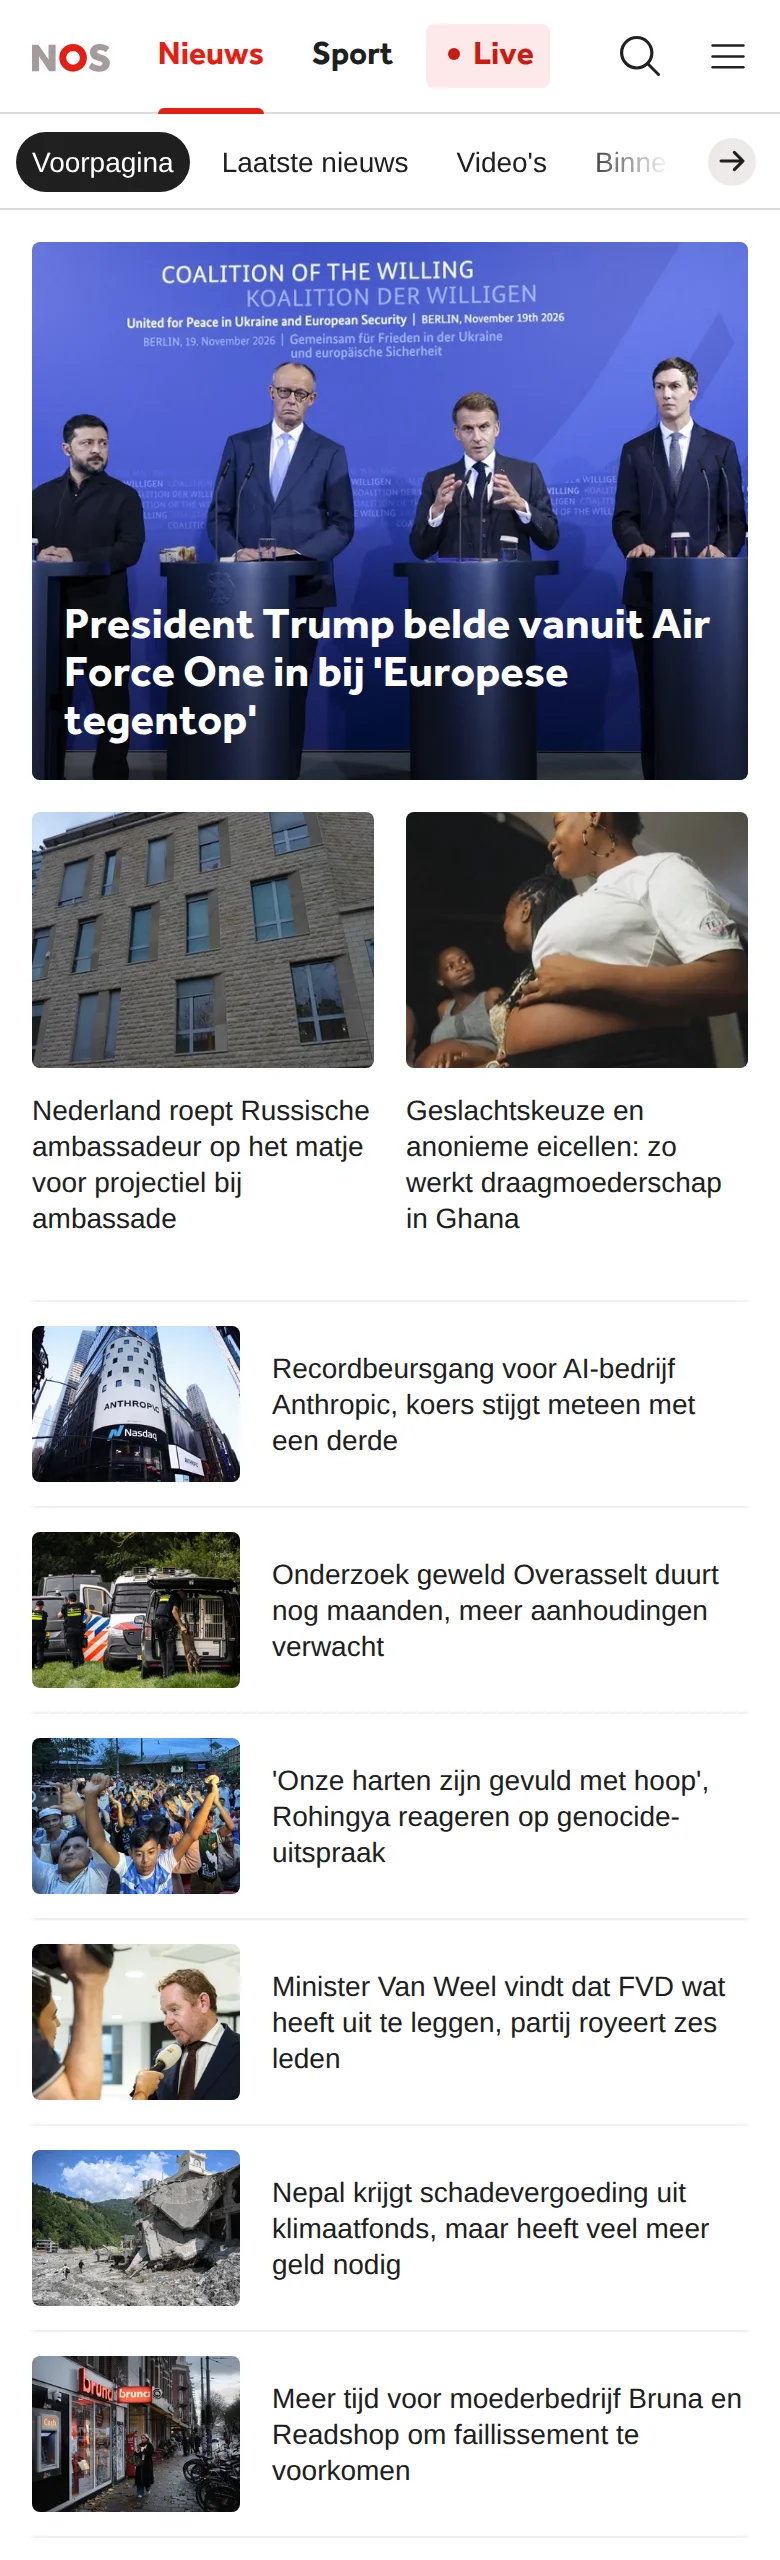 NOS
Nieuws
Sport
Live
Voorpagina
Laatste nieuws
Video's
Binne
COALITION OF THE WILLING
KOALITION DER WILLIGEN
United for Peace in Ukraine and European Security | BERLIN, November 19th 2026
BERLIN, 19. November 2026 | Gemeinsam für Frieden in der Ukraine
und europäische Sicherheit
President Trump belde vanuit Air
Force One in bij 'Europese
tegentop'
Nederland roept Russische
ambassadeur op het matje
voor projectiel bij
ambassade
Geslachtskeuze en
anonieme eicellen: zo
werkt draagmoederschap
in Ghana
ANTHROPIC
Nasdaq
Recordbeursgang voor AI-bedrijf
Anthropic, koers stijgt meteen met
een derde
Onderzoek geweld Overasselt duurt
nog maanden, meer aanhoudingen
verwacht
'Onze harten zijn gevuld met hoop',
Rohingya reageren op genocide-
uitspraak
Minister Van Weel vindt dat FVD wat
heeft uit te leggen, partij royeert zes
leden
Nepal krijgt schadevergoeding uit
klimaatfonds, maar heeft veel meer
geld nodig
bruna
bruna
Cash
Meer tijd voor moederbedrijf Bruna en
Readshop om faillissement te
voorkomen